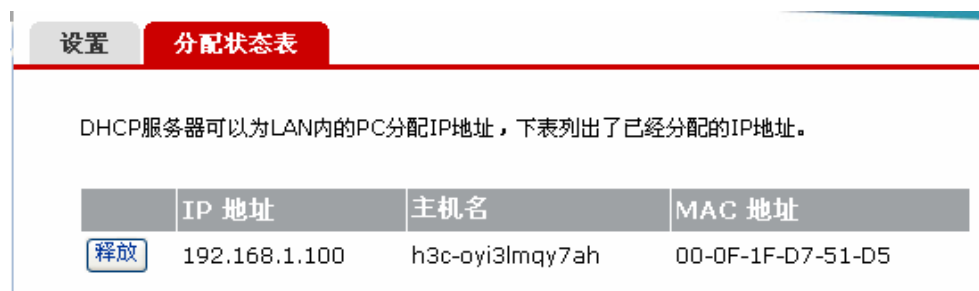 设置 分配状态表
DHCP服务器可以为LAN内的PC分配IP地址，下表列出了已经分配的IP地址。
IP 地址 主机名 MAC 地址
释放 192.168.1.100 h3c-oyi3lmqy7ah 00-0F-1F-D7-51-D5